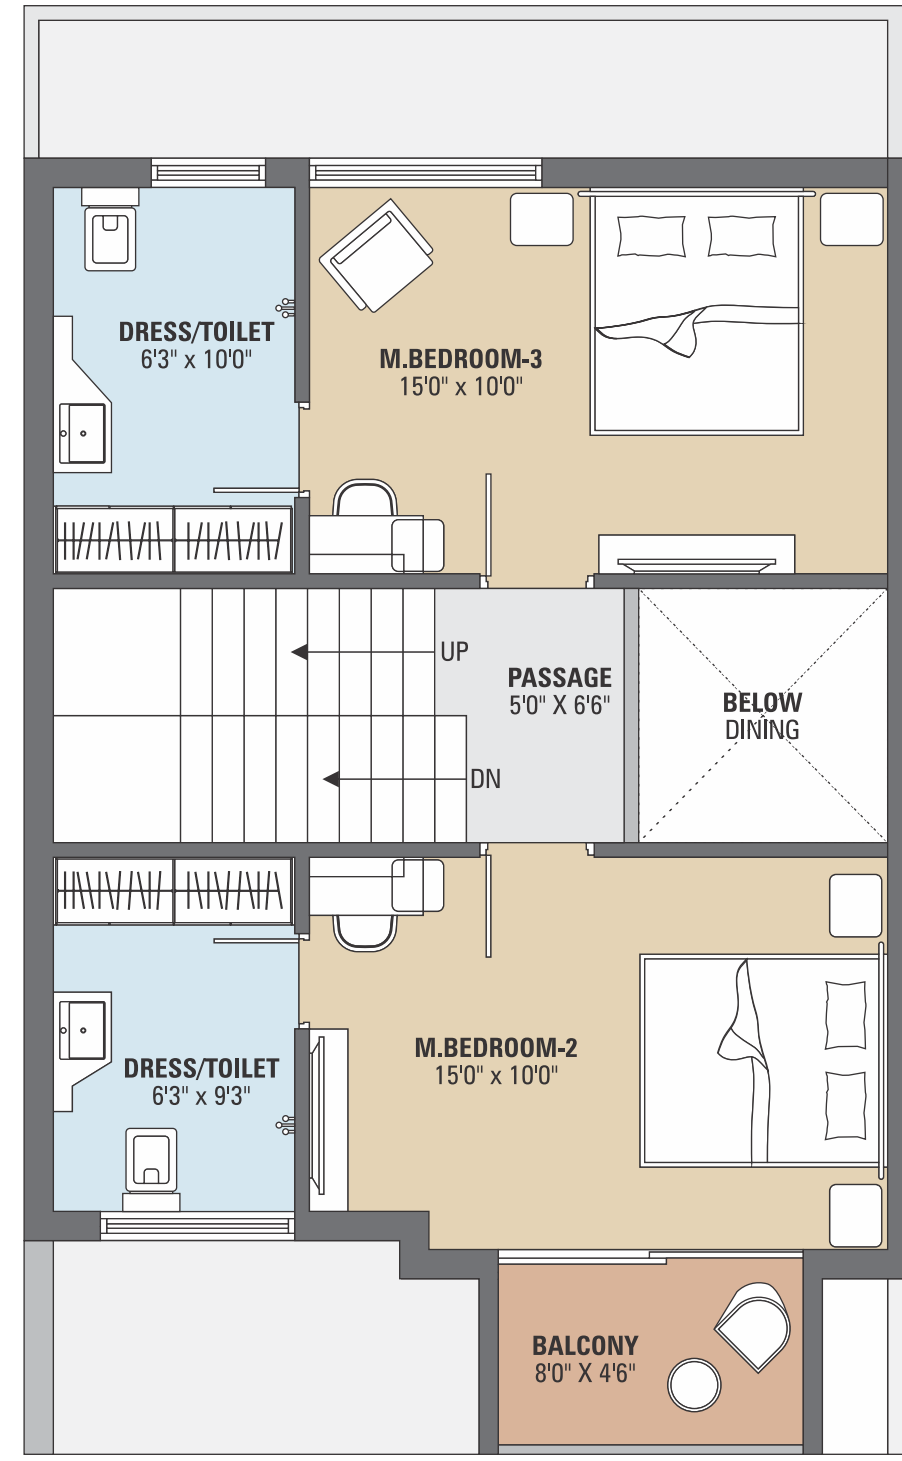 DRESS/TOILET
6'3" x 10'0"
M.BEDROOM-3
15'0" x 10'0"
UP
PASSAGE
5'0" X 6'6"
BELOW
DINING
DN
M.BEDROOM-2
15'0" x 10'0"
DRESS/TOILET
6'3" x 9'3"
BALCONY
8'0" X 4'6"